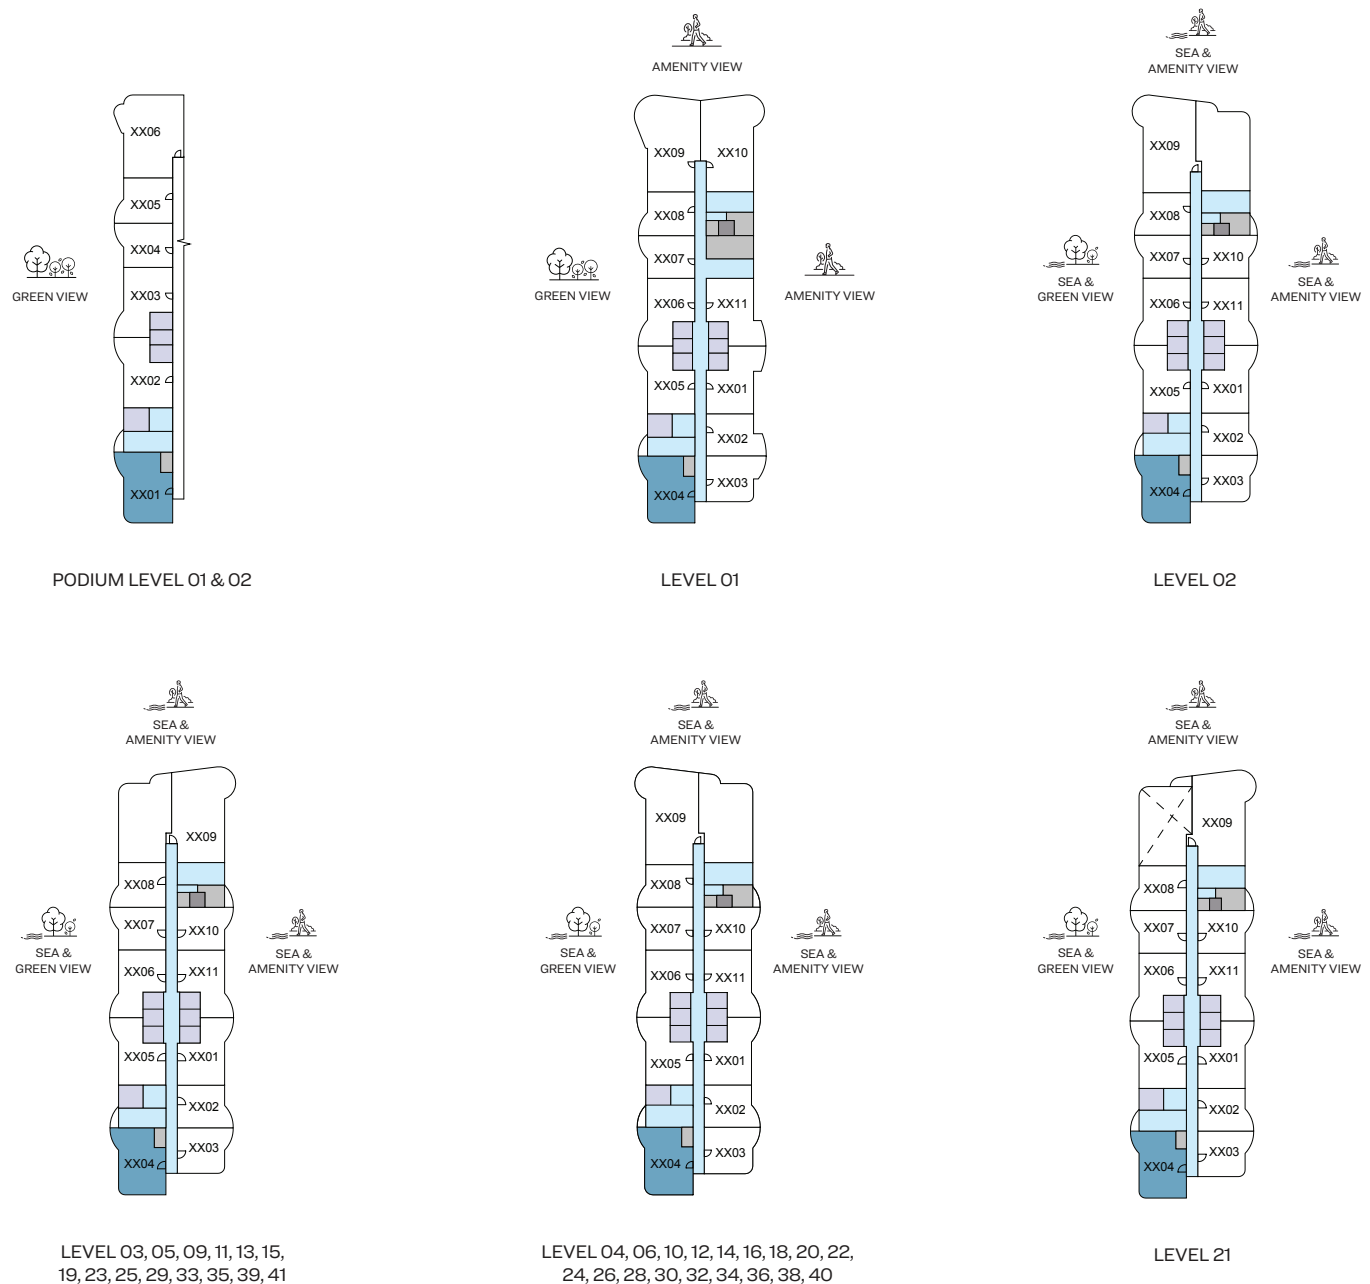 AMENITY VIEW
SEA &
AMENITY VIEW
XX06
XX05
XX04
XX03
XX02
XX01
GREEN VIEW
PODIUM LEVEL 01 & 02
XX09
XX10
XX08
XX07
XX06
XX11
XX05
XX01
XX02
XX04
XX03
GREEN VIEW
AMENITY VIEW
LEVEL 01
XX09
XX08
XX07
XX10
XX06
XX11
XX05
XX01
XX02
XX04
XX03
SEA &
GREEN VIEW
SEA &
AMENITY VIEW
LEVEL 02
SEA &
AMENITY VIEW
XX09
XX08
XX07
XX10
XX06
XX11
XX05
XX01
XX02
XX04
XX03
SEA &
GREEN VIEW
SEA &
AMENITY VIEW
LEVEL 03, 05, 09, 11, 13, 15,
19, 23, 25, 29, 33, 35, 39, 41
SEA &
AMENITY VIEW
XX09
XX08
XX07
XX10
XX06
XX11
XX05
XX01
XX02
XX04
XX03
SEA &
GREEN VIEW
SEA &
AMENITY VIEW
LEVEL 04, 06, 10, 12, 14, 16, 18, 20, 22,
24, 26, 28, 30, 32, 34, 36, 38, 40
SEA &
AMENITY VIEW
XX09
XX08
XX07
XX10
XX06
XX11
XX05
XX01
XX02
XX04
XX03
SEA &
GREEN VIEW
SEA &
AMENITY VIEW
LEVEL 21